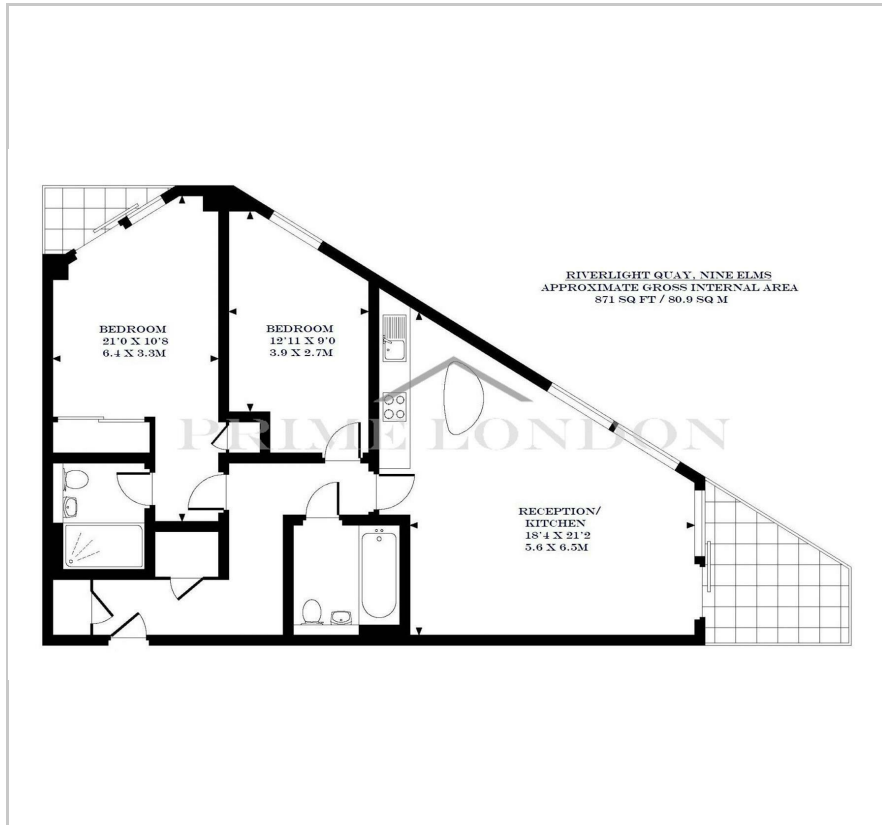 RIVERLIGHT QUAY, NINE ELMS
APPROXIMATE GROSS INTERNAL AREA
871 SQ FT / 80.9 SQ M
BEDROOM
21'0 X 10'8
6.4 X 3.3M
BEDROOM
12'11 X 9'0
3.9 X 2.7M
PRIME LONDON
RECEPTION/
KITCHEN
18'4 X 21'2
5.6 X 6.5M